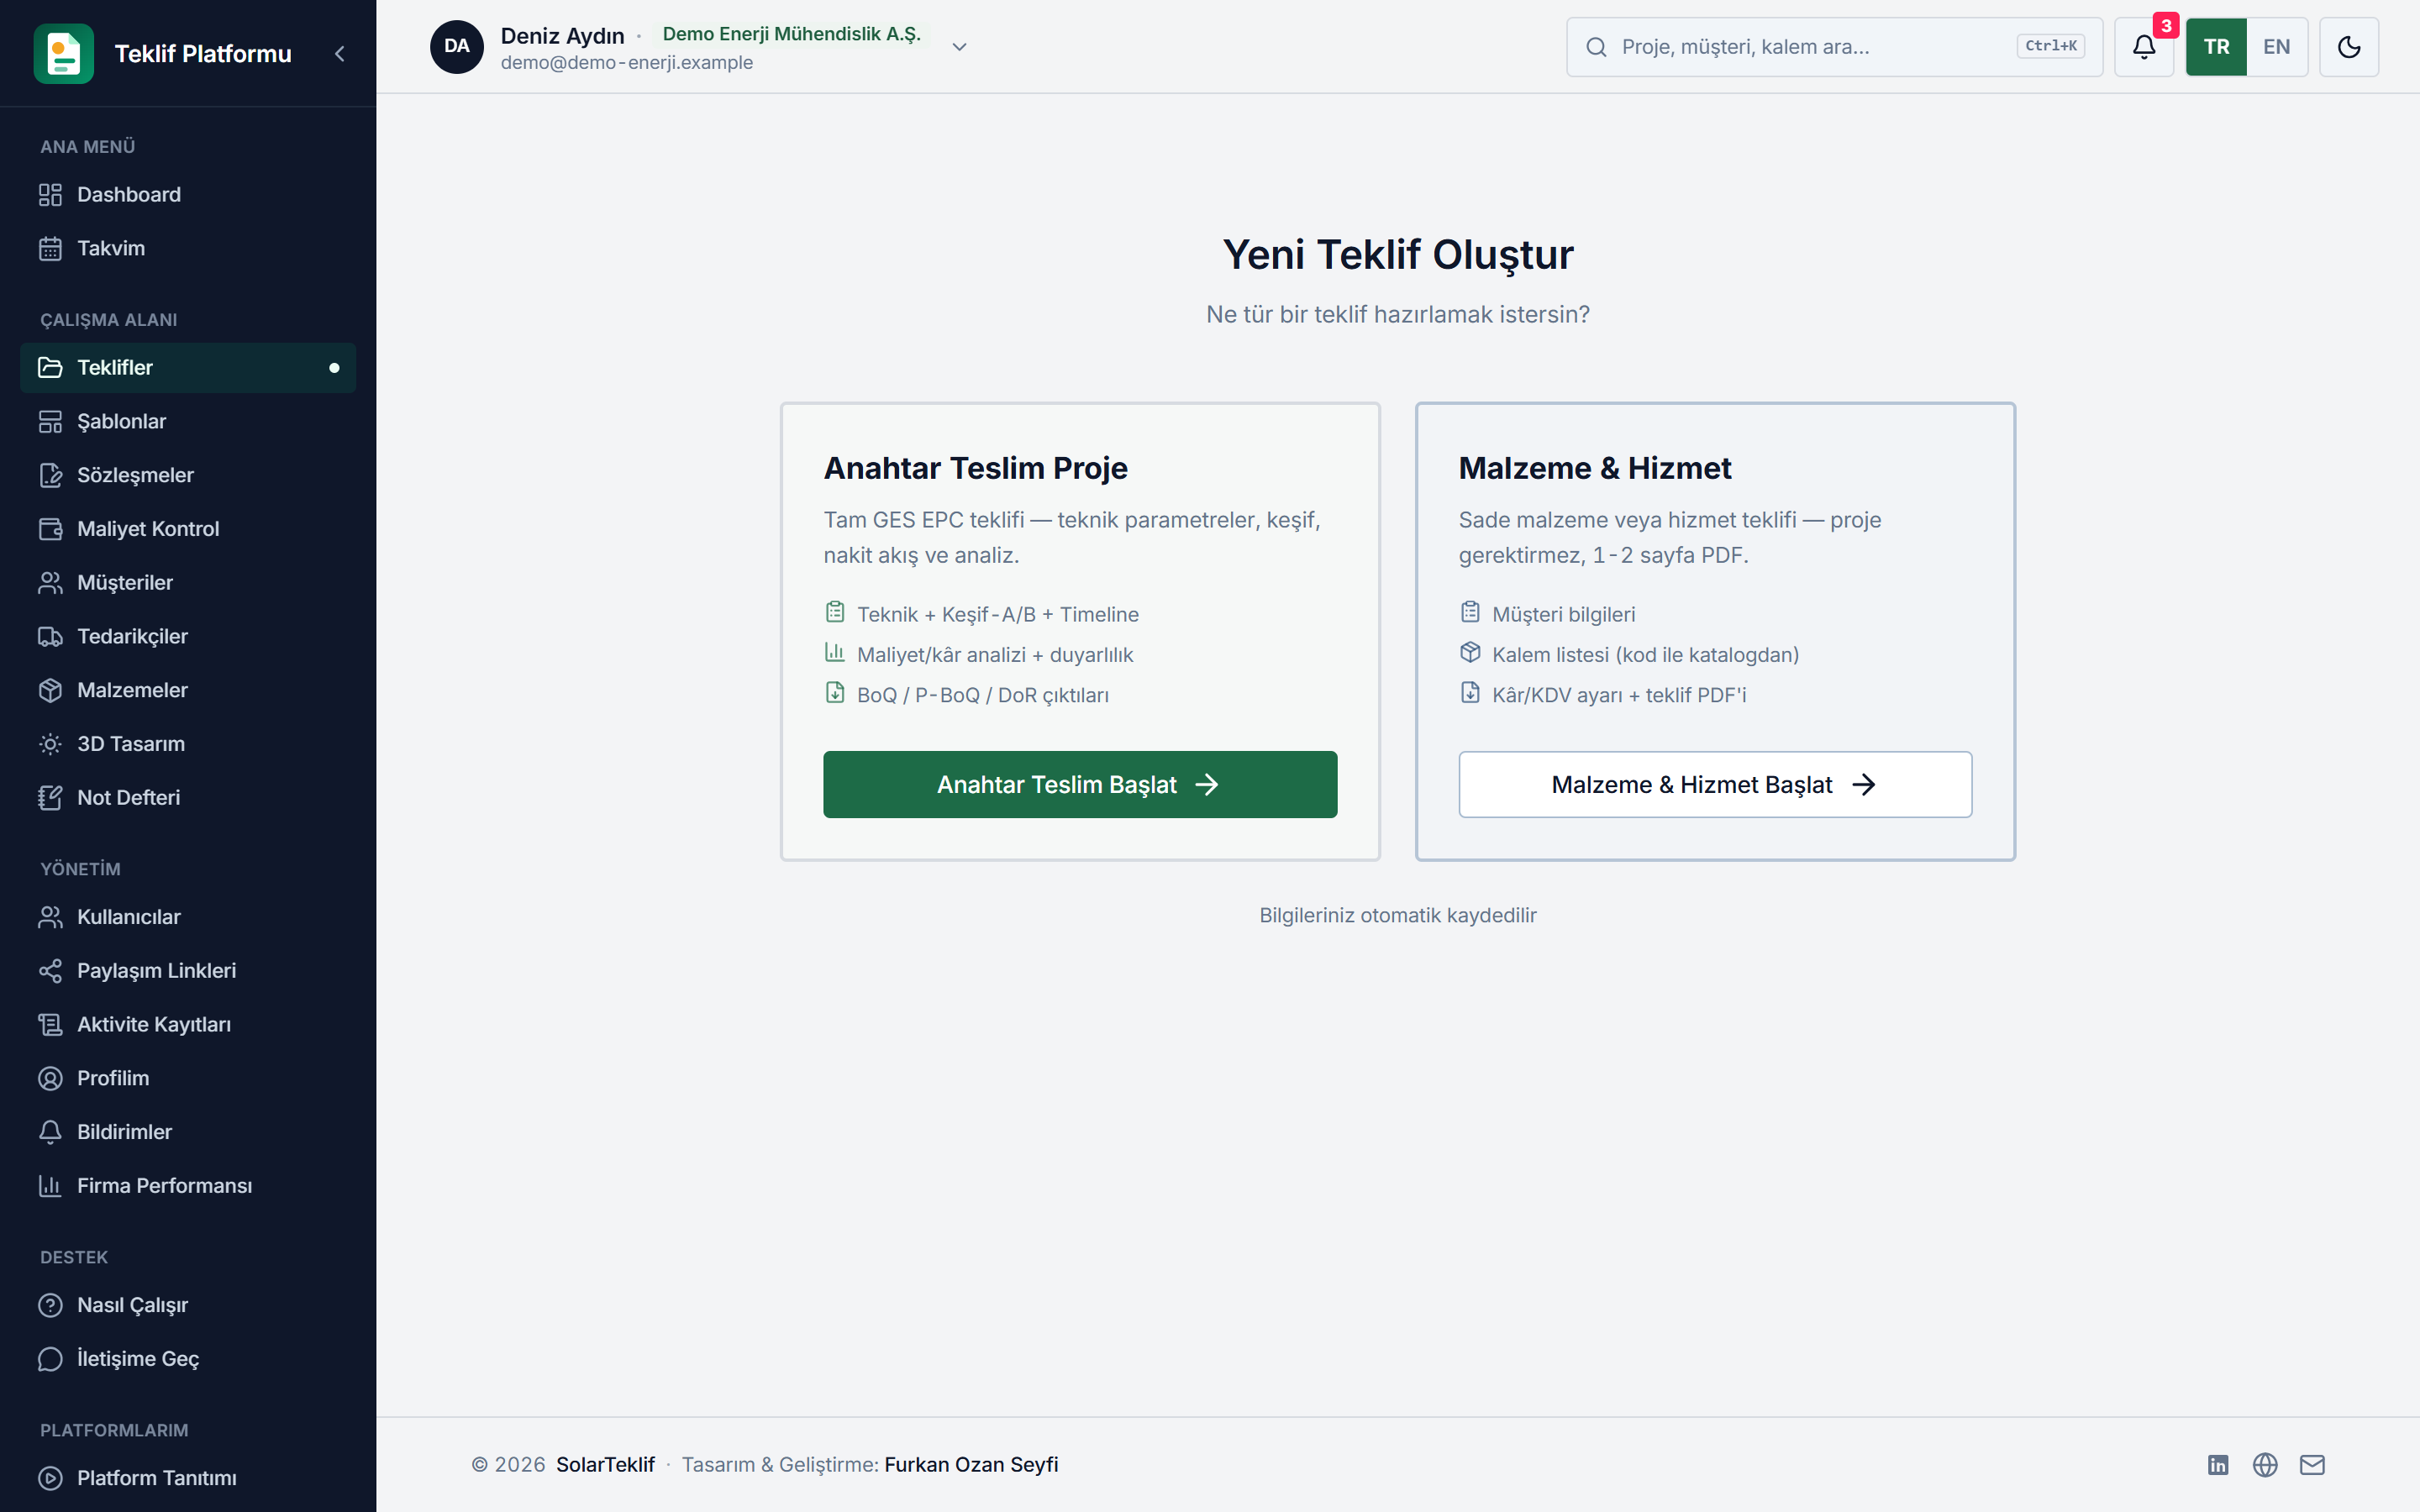 Teklif Platformu
ANA MENÜ
Dashboard
Takvim
ÇALIŞMA ALANI
Teklifler
Şablonlar
Sözleşmeler
Maliyet Kontrol
Müşteriler
Tedarikçiler
Malzemeler
3D Tasarım
Not Defteri
YÖNETİM
Kullanıcılar
Paylaşım Linkleri
Aktivite Kayıtları
Profilim
Bildirimler
Firma Performansı
DESTEK
Nasıl Çalışır
İletişime Geç
PLATFORMLARIM
Platform Tanıtımı
DA
Deniz Aydın · Demo Enerji Mühendislik A.Ş.
demo@demo-enerji.example
Proje, müşteri, kalem ara... Ctrl+K
3
TR EN
Yeni Teklif Oluştur
Ne tür bir teklif hazırlamak istersin?
Anahtar Teslim Proje
Tam GES EPC teklifi — teknik parametreler, keşif,
nakit akış ve analiz.
Teknik + Keşif-A/B + Timeline
Maliyet/kâr analizi + duyarlılık
BoQ / P-BoQ / DoR çıktıları
Anahtar Teslim Başlat
Malzeme & Hizmet
Sade malzeme veya hizmet teklifi — proje
gerektirmez, 1-2 sayfa PDF.
Müşteri bilgileri
Kalem listesi (kod ile katalogdan)
Kâr/KDV ayarı + teklif PDF'i
Malzeme & Hizmet Başlat
Bilgileriniz otomatik kaydedilir
© 2026 SolarTeklif · Tasarım & Geliştirme: Furkan Ozan Seyfi
in